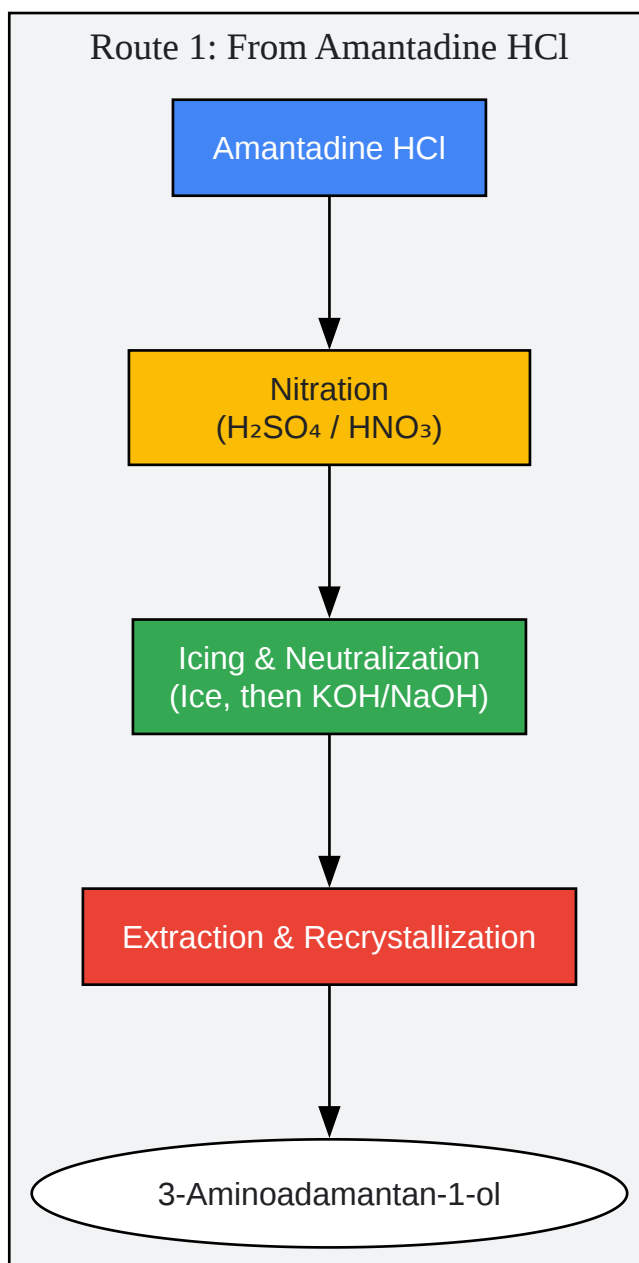 Route 1: From Amantadine HCl
Amantadine HCl
Nitration
(H₂SO₄ / HNO₃)
Icing & Neutralization
(Ice, then KOH/NaOH)
Extraction & Recrystallization
3-Aminoadamantan-1-ol